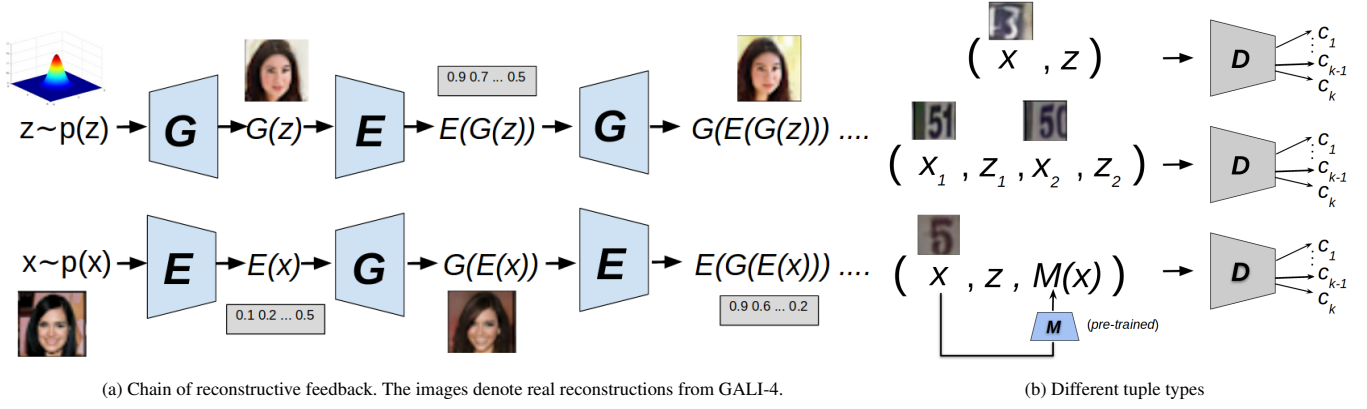 z~p(z) G G(z) E 0.9 0.7 ... 0.5 E(G(z)) G G(E(G(z))) ....
x~p(x) E E(x) 0.1 0.2 ... 0.5 G G(E(x)) E E(G(E(x))) .... 0.9 0.6 ... 0.2
(a) Chain of reconstructive feedback. The images denote real reconstructions from GALI-4.
3
( x , z ) D c1 ⋮ ck-1 ck
51 50
( x1 , z1 , x2 , z2 ) D c1 ⋮ ck-1 ck
5
( x , z , M(x) ) D c1 ⋮ ck-1 ck
M (pre-trained)
(b) Different tuple types